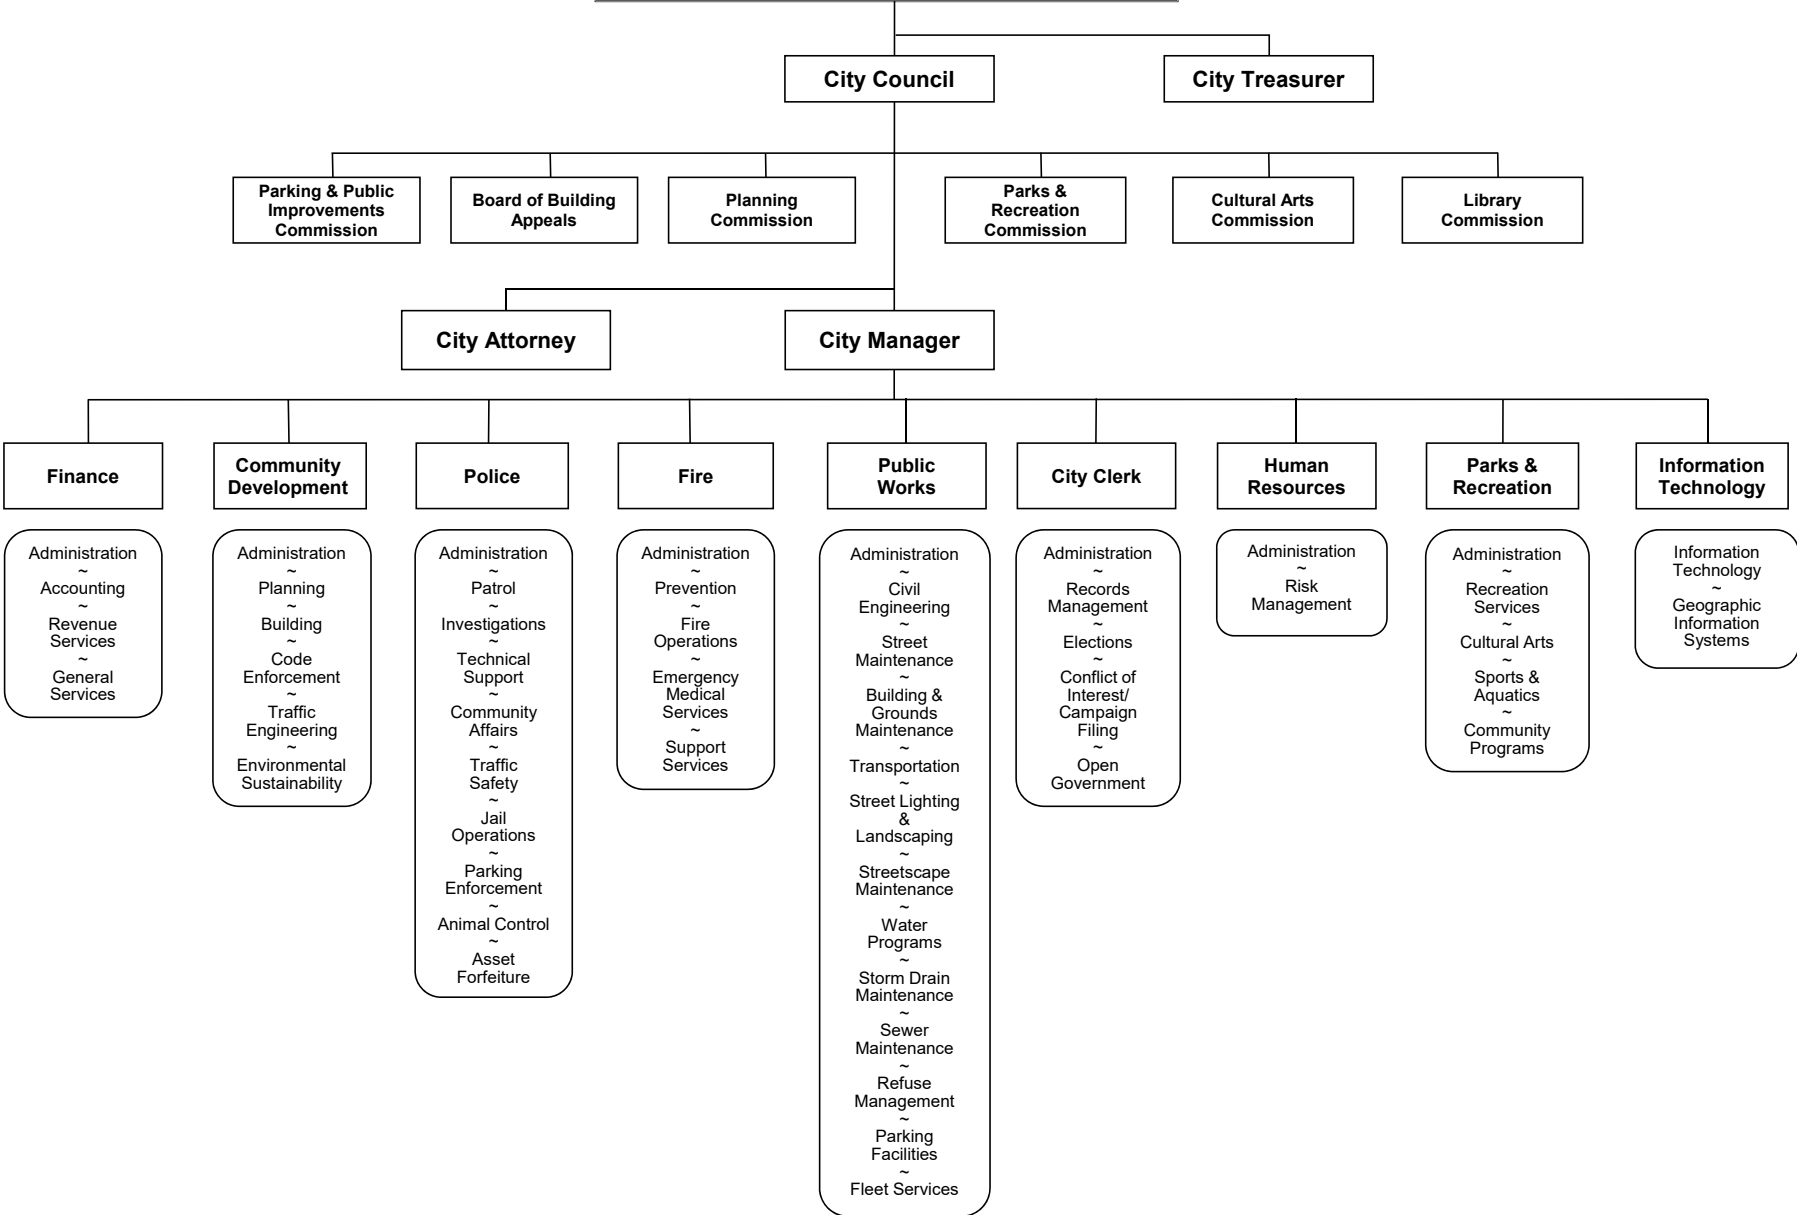 City Council
City Treasurer
Parking & Public
Improvements
Commission
Board of Building
Appeals
Planning
Commission
Parks &
Recreation
Commission
Cultural Arts
Commission
Library
Commission
City Attorney
City Manager
Finance
Community
Development
Police
Fire
Public
Works
City Clerk
Human
Resources
Parks &
Recreation
Information
Technology
Administration
~
Accounting
~
Revenue
Services
~
General
Services
Administration
~
Planning
~
Building
~
Code
Enforcement
~
Traffic
Engineering
~
Environmental
Sustainability
Administration
~
Patrol
~
Investigations
~
Technical
Support
~
Community
Affairs
~
Traffic
Safety
~
Jail
Operations
~
Parking
Enforcement
~
Animal Control
~
Asset
Forfeiture
Administration
~
Prevention
~
Fire
Operations
~
Emergency
Medical
Services
~
Support
Services
Administration
~
Civil
Engineering
~
Street
Maintenance
~
Building &
Grounds
Maintenance
~
Transportation
~
Street Lighting
&
Landscaping
~
Streetscape
Maintenance
~
Water
Programs
~
Storm Drain
Maintenance
~
Sewer
Maintenance
~
Refuse
Management
~
Parking
Facilities
~
Fleet Services
Administration
~
Records
Management
~
Elections
~
Conflict of
Interest/
Campaign
Filing
~
Open
Government
Administration
~
Risk
Management
Administration
~
Recreation
Services
~
Cultural Arts
~
Sports &
Aquatics
~
Community
Programs
Information
Technology
~
Geographic
Information
Systems